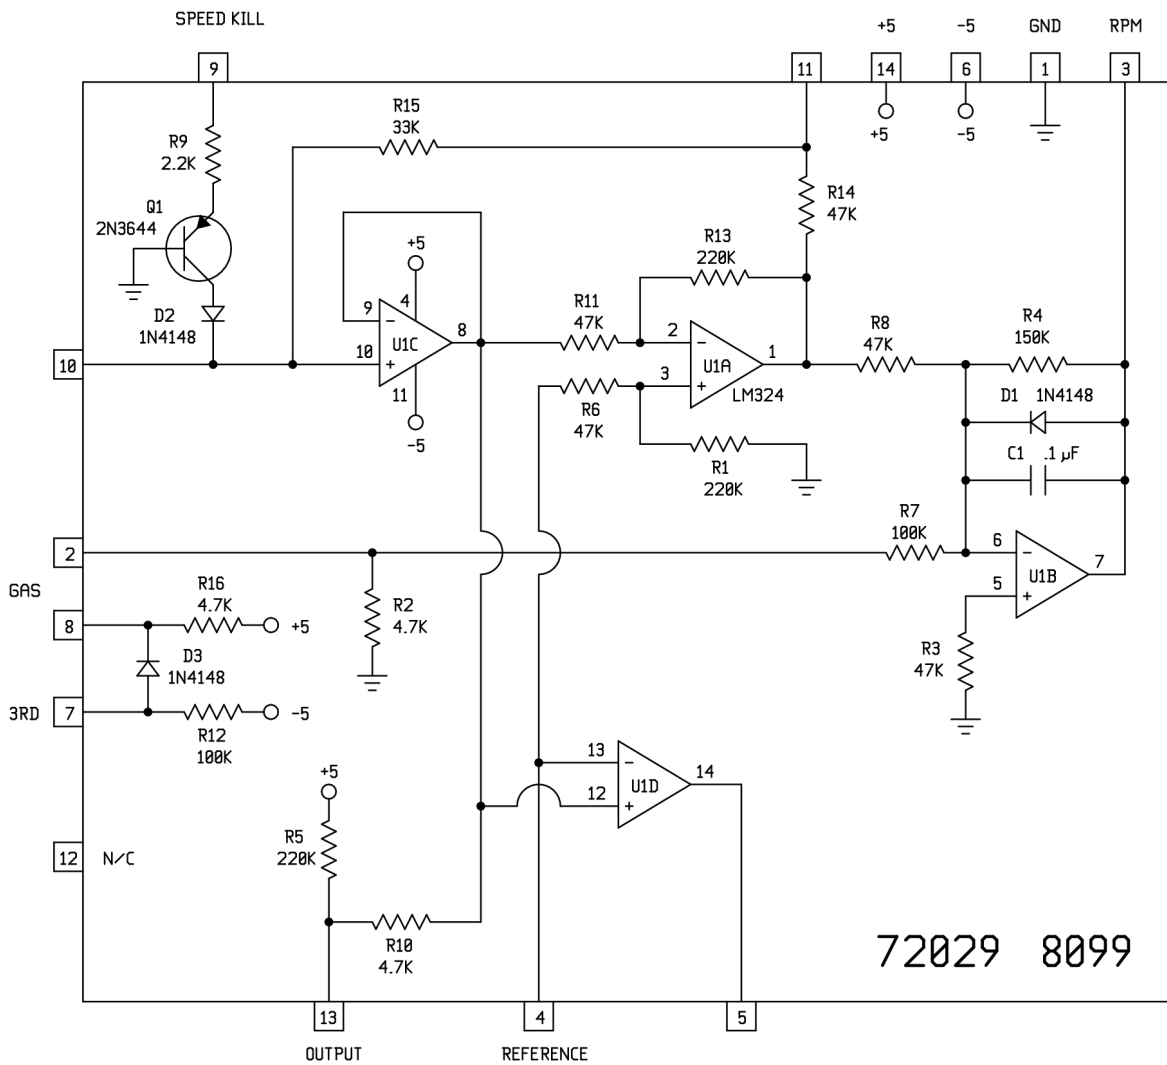 SPEED KILL
+5 -5 GND RPM
9 11 14 6 1 3
R15
33K
+5 -5
R9
2.2K
R14
47K
Q1
2N3644
R13
220K
+5
D2
1N4148
9 4
-
U1C 8
10 +
11
-5
R11
47K
2 -
U1A 1
3 +
LM324
R8
47K
R4
150K
10
R6
47K
D1 1N4148
R1
220K
C1 .1 µF
R7
100K
2
6 -
U1B 7
5 +
GAS
R16
4.7K
8
+5
R2
4.7K
D3
1N4148
R3
47K
3RD 7
-5
R12
100K
13 -
U1D 14
12 +
+5
R5
220K
12 N/C
R10
4.7K
72029 8099
13 4 5
OUTPUT REFERENCE